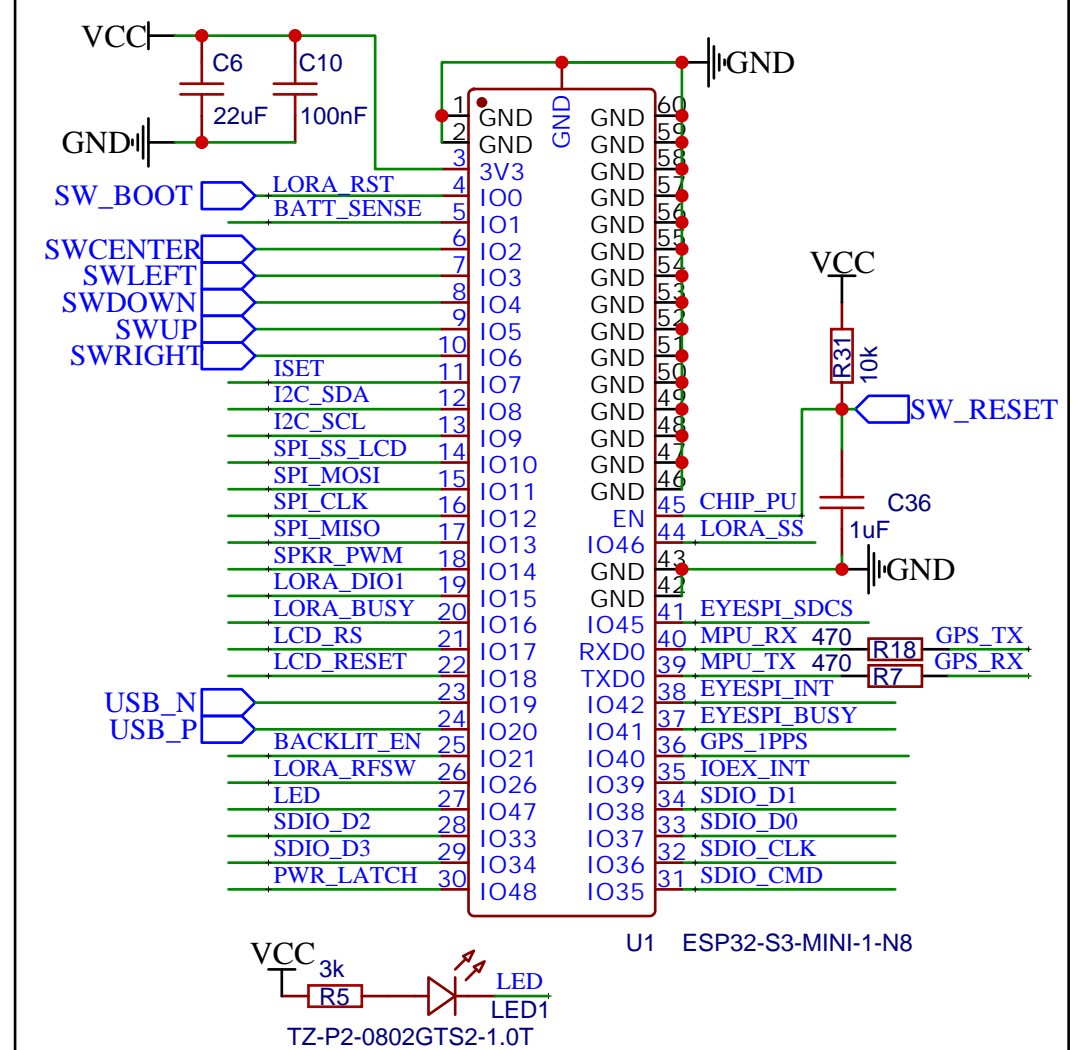 VCC
C6
C10
22uF
100nF
GND
GND
GND
1 GND
2 GND
3 3V3
SW_BOOT LORA_RST 4 IO0
BATT_SENSE 5 IO1
SWCENTER 6 IO2
SWLEFT 7 IO3
SWDOWN 8 IO4
SWUP 9 IO5
SWRIGHT 10 IO6
ISET 11 IO7
I2C_SDA 12 IO8
I2C_SCL 13 IO9
SPI_SS_LCD 14 IO10
SPI_MOSI 15 IO11
SPI_CLK 16 IO12
SPI_MISO 17 IO13
SPKR_PWM 18 IO14
LORA_DIO1 19 IO15
LORA_BUSY 20 IO16
LCD_RS 21 IO17
LCD_RESET 22 IO18
USB_N 23 IO19
USB_P 24 IO20
BACKLIT_EN 25 IO21
LORA_RFSW 26 IO26
LED 27 IO47
SDIO_D2 28 IO33
SDIO_D3 29 IO34
PWR_LATCH 30 IO48
GND 60
GND 59
GND 58
GND 57
GND 56
GND 55
GND 54
GND 53
GND 52
GND 51
GND 50
GND 49
GND 48
GND 47
GND 46
EN 45 CHIP_PU
IO46 44 LORA_SS
GND 43
GND 42
IO45 41 EYESPI_SDCS
RXD0 40 MPU_RX 470 R18 GPS_TX
TXD0 39 MPU_TX 470 R7 GPS_RX
IO42 38 EYESPI_INT
IO41 37 EYESPI_BUSY
IO40 36 GPS_1PPS
IO39 35 IOEX_INT
IO38 34 SDIO_D1
IO37 33 SDIO_D0
IO36 32 SDIO_CLK
IO35 31 SDIO_CMD
VCC
R31
10k
SW_RESET
C36
1uF
GND
U1 ESP32-S3-MINI-1-N8
VCC
3k
R5
LED
LED1
TZ-P2-0802GTS2-1.0T